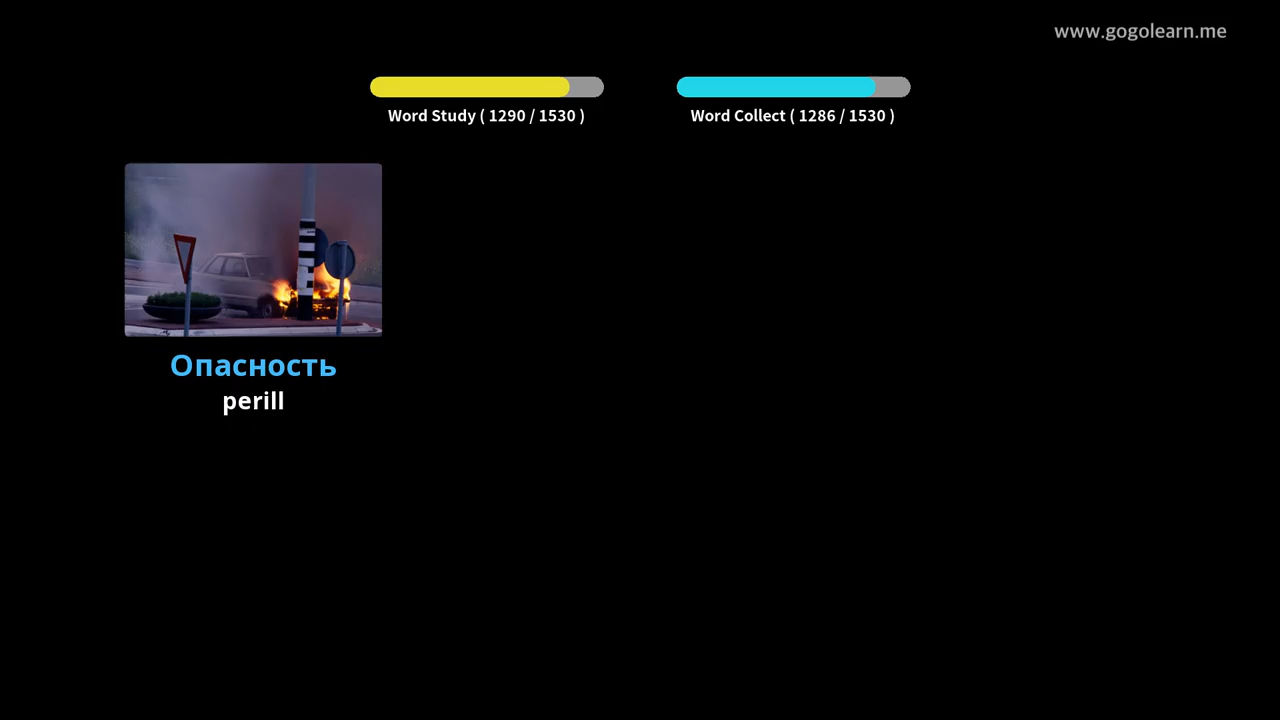 www.gogolearn.me
Word Study ( 1290 / 1530 )
Word Collect ( 1286 / 1530 )
Опасность
perill